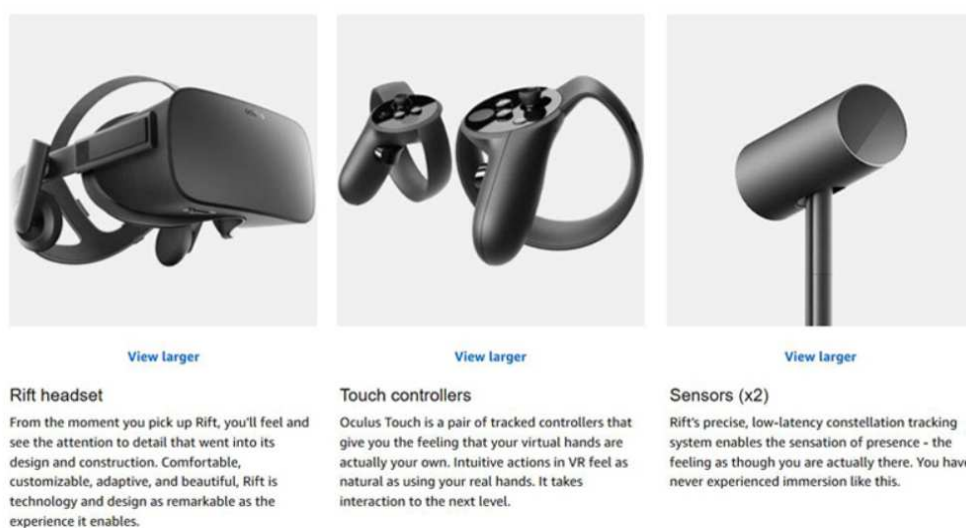 View larger
Rift headset
From the moment you pick up Rift, you'll feel and
see the attention to detail that went into its
design and construction. Comfortable,
customizable, adaptive, and beautiful, Rift is
technology and design as remarkable as the
experience it enables.
View larger
Touch controllers
Oculus Touch is a pair of tracked controllers that
give you the feeling that your virtual hands are
actually your own. Intuitive actions in VR feel as
natural as using your real hands. It takes
interaction to the next level.
View larger
Sensors (x2)
Rift's precise, low-latency constellation tracking
system enables the sensation of presence - the
feeling as though you are actually there. You have
never experienced immersion like this.